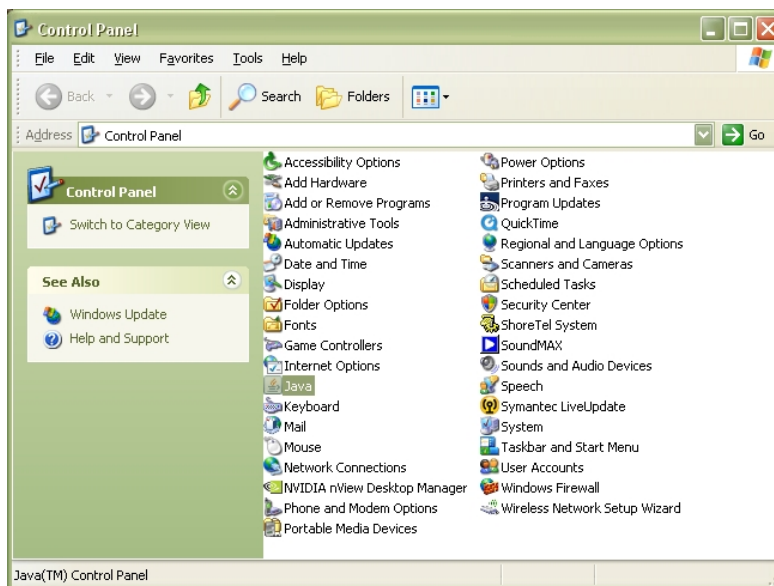 Control Panel
File Edit View Favorites Tools Help
Back Search Folders
Address Control Panel Go
Control Panel
Switch to Category View
See Also
Windows Update
Help and Support
Accessibility Options
Add Hardware
Add or Remove Programs
Administrative Tools
Automatic Updates
Date and Time
Display
Folder Options
Fonts
Game Controllers
Internet Options
Java
Keyboard
Mail
Mouse
Network Connections
NVIDIA nView Desktop Manager
Phone and Modem Options
Portable Media Devices
Power Options
Printers and Faxes
Program Updates
QuickTime
Regional and Language Options
Scanners and Cameras
Scheduled Tasks
Security Center
ShoreTel System
SoundMAX
Sounds and Audio Devices
Speech
Symantec LiveUpdate
System
Taskbar and Start Menu
User Accounts
Windows Firewall
Wireless Network Setup Wizard
Java(TM) Control Panel